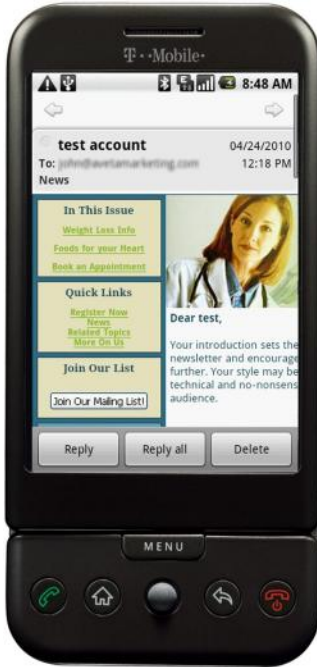 T··Mobile·
8:48 AM
test account 04/24/2010
To: john@avetamarketing.com 12:18 PM
News
In This Issue
Weight Loss Info
Foods for your Heart
Book an Appointment
Quick Links
Register Now
News
Related Topics
More On Us
Join Our List
Join Our Mailing List!
Dear test,
Your introduction sets the
newsletter and encourage
further. Your style may be
technical and no-nonsens
audience.
Reply Reply all Delete
MENU